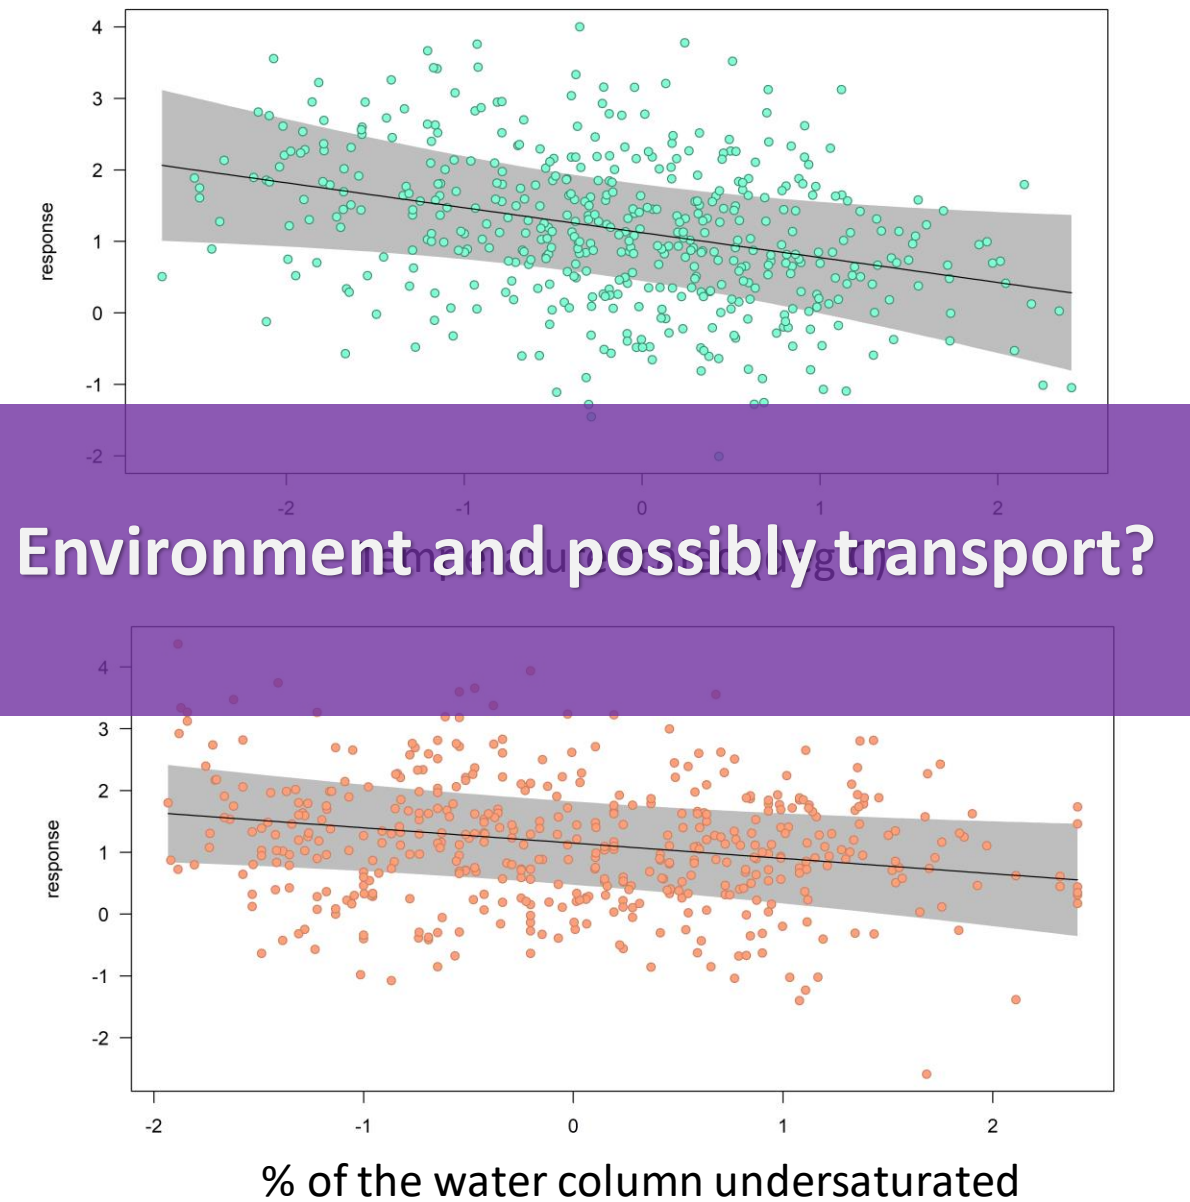 4
3
2
1
0
-1
-2
response
-2 -1 0 1 2
Environment and possibly transport?
4
3
2
1
0
-1
-2
response
-2 -1 0 1 2
% of the water column undersaturated